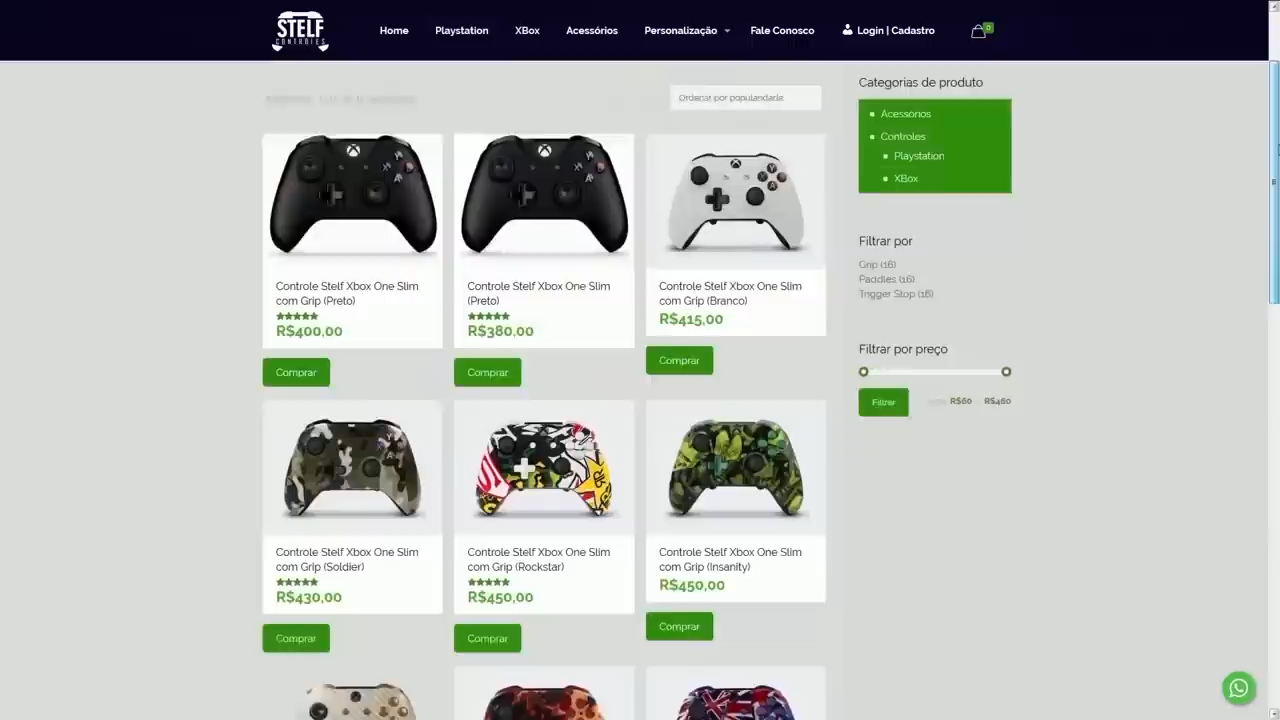 STELF
CONTROLES
Home
Playstation
XBox
Acessórios
Personalização
Fale Conosco
Login | Cadastro
0
Ordenar por popularidade
Categorias de produto
Acessórios
Controles
Playstation
XBox
Filtrar por
Grip (16)
Paddles (16)
Trigger Stop (16)
Filtrar por preço
Filtrar
R$60
R$460
Controle Stelf Xbox One Slim
com Grip (Preto)
R$400,00
Comprar
Controle Stelf Xbox One Slim
(Preto)
R$380,00
Comprar
Controle Stelf Xbox One Slim
com Grip (Branco)
R$415,00
Comprar
Controle Stelf Xbox One Slim
com Grip (Soldier)
R$430,00
Comprar
Controle Stelf Xbox One Slim
com Grip (Rockstar)
R$450,00
Comprar
Controle Stelf Xbox One Slim
com Grip (Insanity)
R$450,00
Comprar